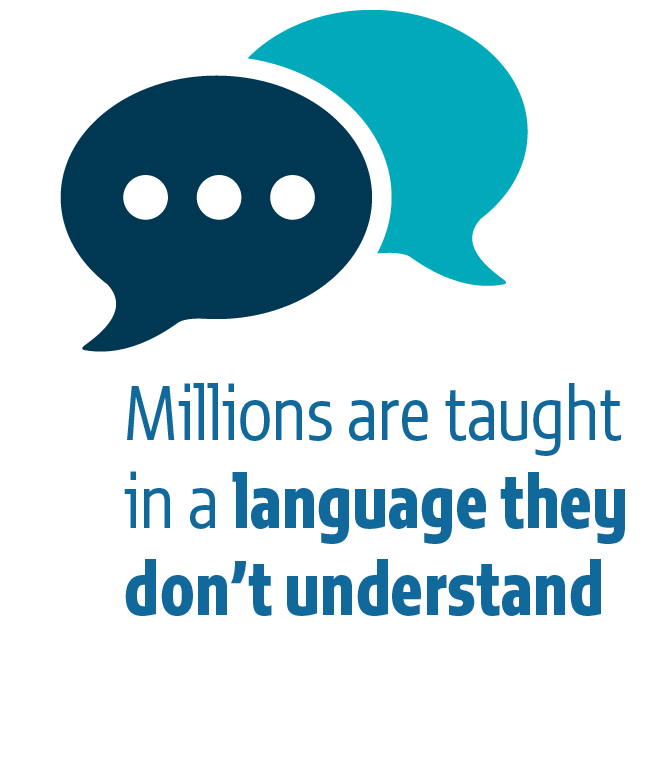 Millions are taught
in a language they
don’t understand